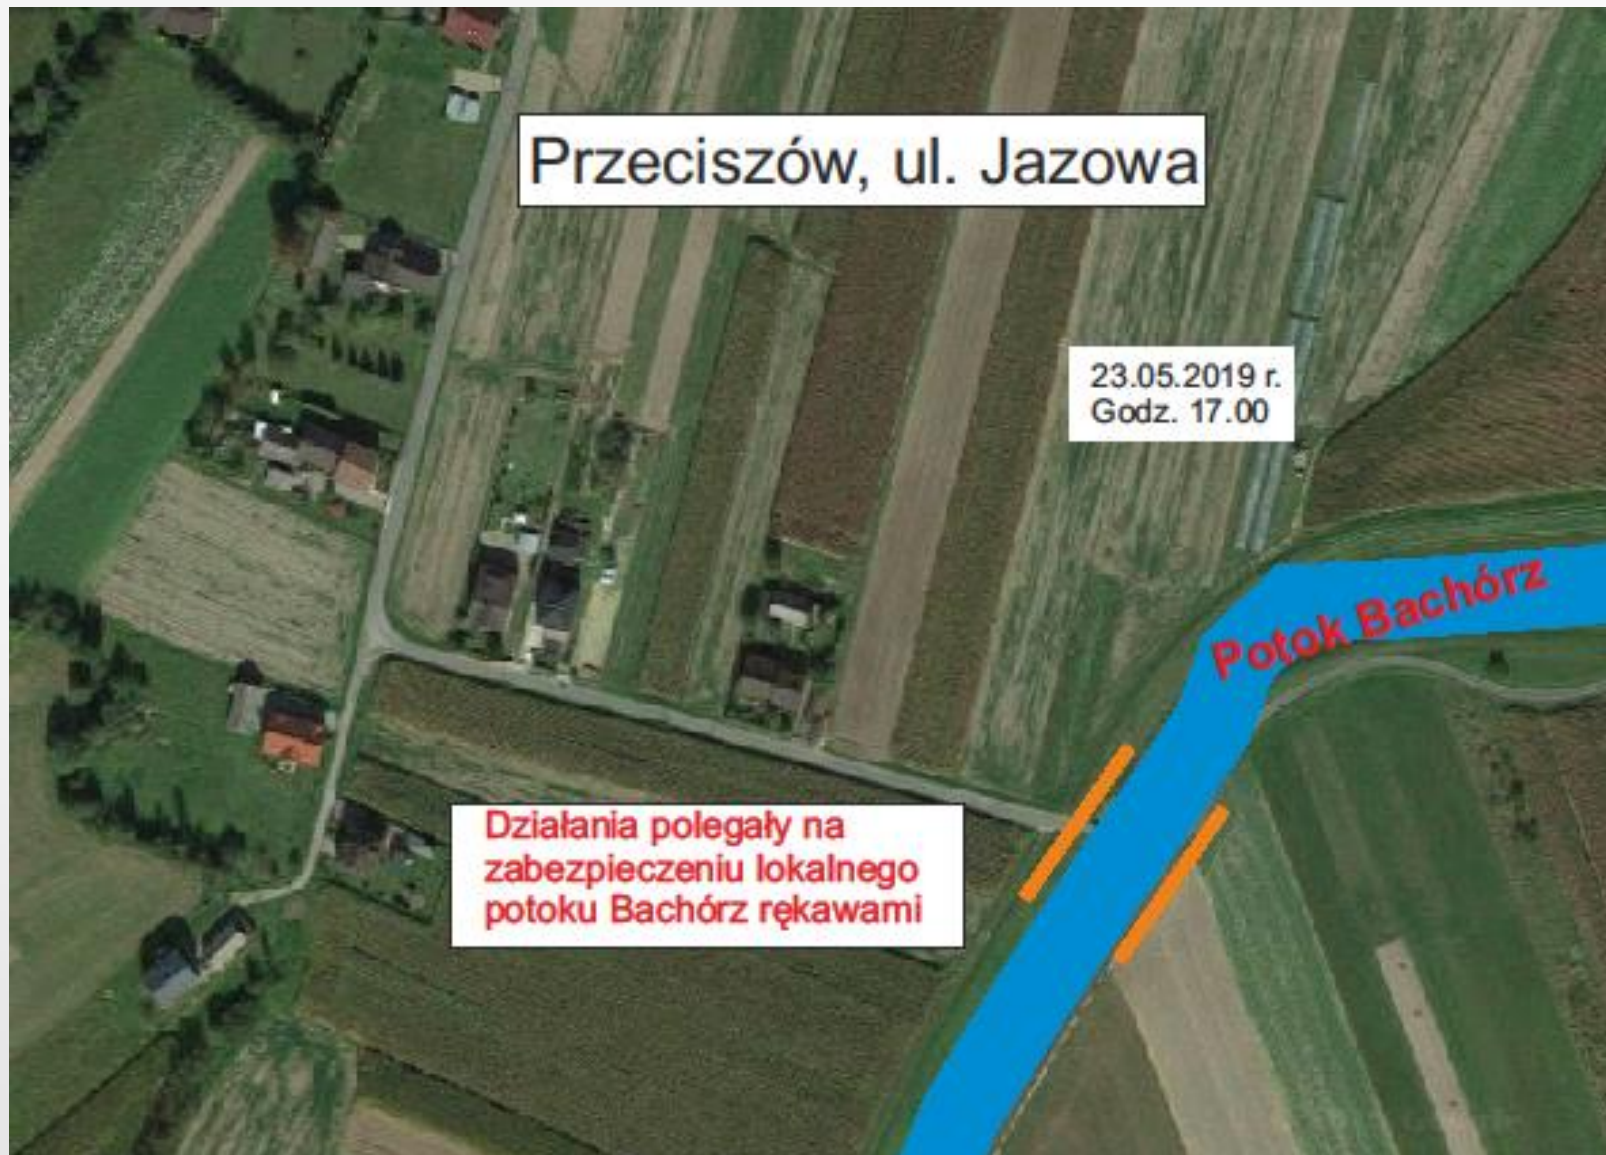 Przeciszów, ul. Jazowa
23.05.2019 r.
Godz. 17.00
Potok Bachórz
Działania polegały na
zabezpieczeniu lokalnego
potoku Bachórz rękawami